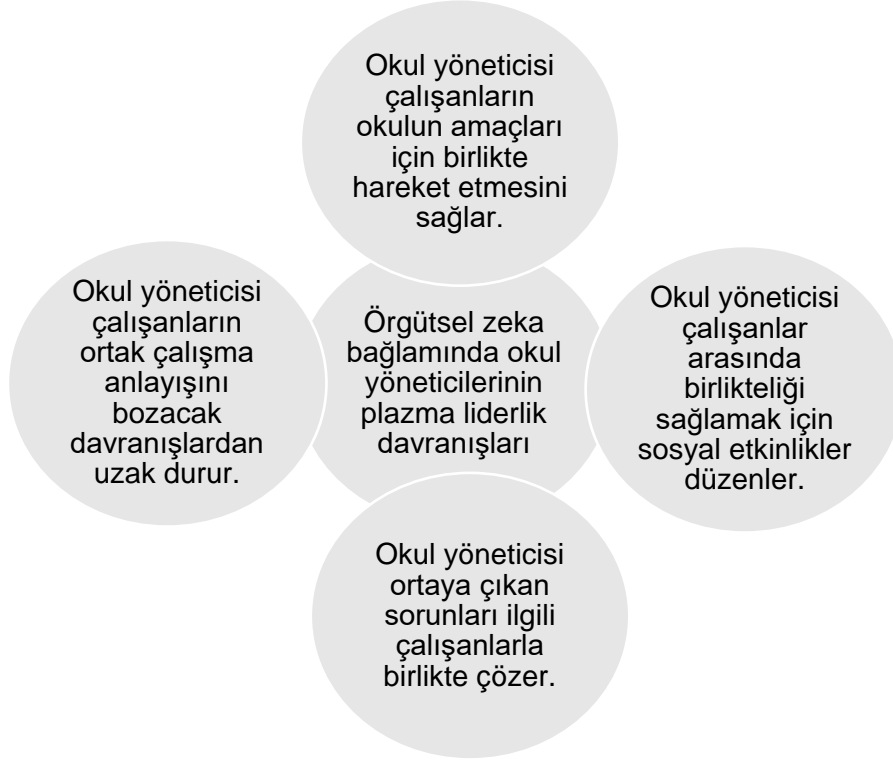 Okul yöneticisi
çalışanların
okulun amaçları
için birlikte
hareket etmesini
sağlar.
Okul yöneticisi
çalışanların
ortak çalışma
anlayışını
bozacak
davranışlardan
uzak durur.
Örgütsel zeka
bağlamında okul
yöneticilerinin
plazma liderlik
davranışları
Okul yöneticisi
çalışanlar
arasında
birlikteliği
sağlamak için
sosyal etkinlikler
düzenler.
Okul yöneticisi
ortaya çıkan
sorunları ilgili
çalışanlarla
birlikte çözer.